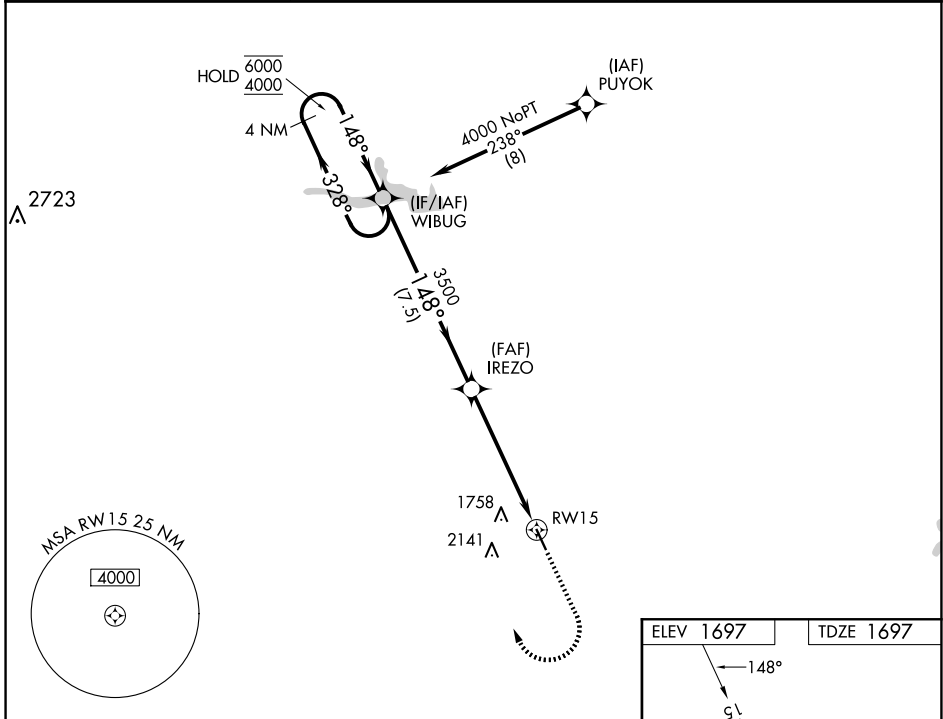 HOLD 6000
4000
4 NM
148°
328°
(IAF)
PUYOK
4000 NoPT
238°
(8)
2723
(IF/IAF)
WIBUG
3500
148°
(7.5)
(FAF)
IREZO
1758
RW15
2141
MSA RW15 25 NM
4000
ELEV 1697
TDZE 1697
148°
15